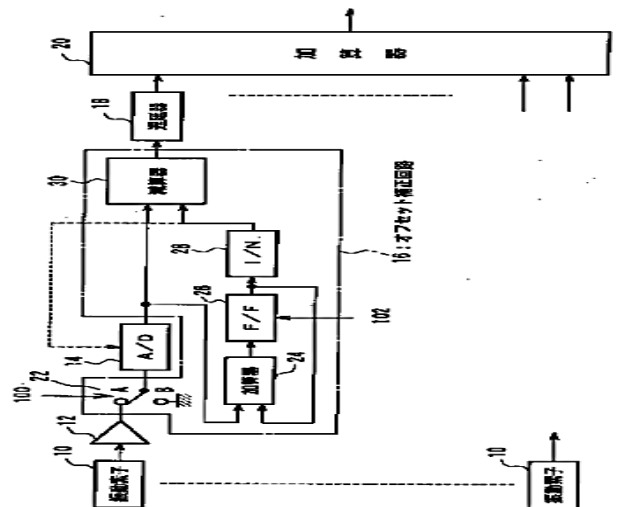 20
加算器
18
遅延器
30
減算器
16:オフセット補正回路
28
1/N.
26
F/F
102
24
加算器
14
A/D
22
100
A
B
12
10
振動素子
10
振動素子